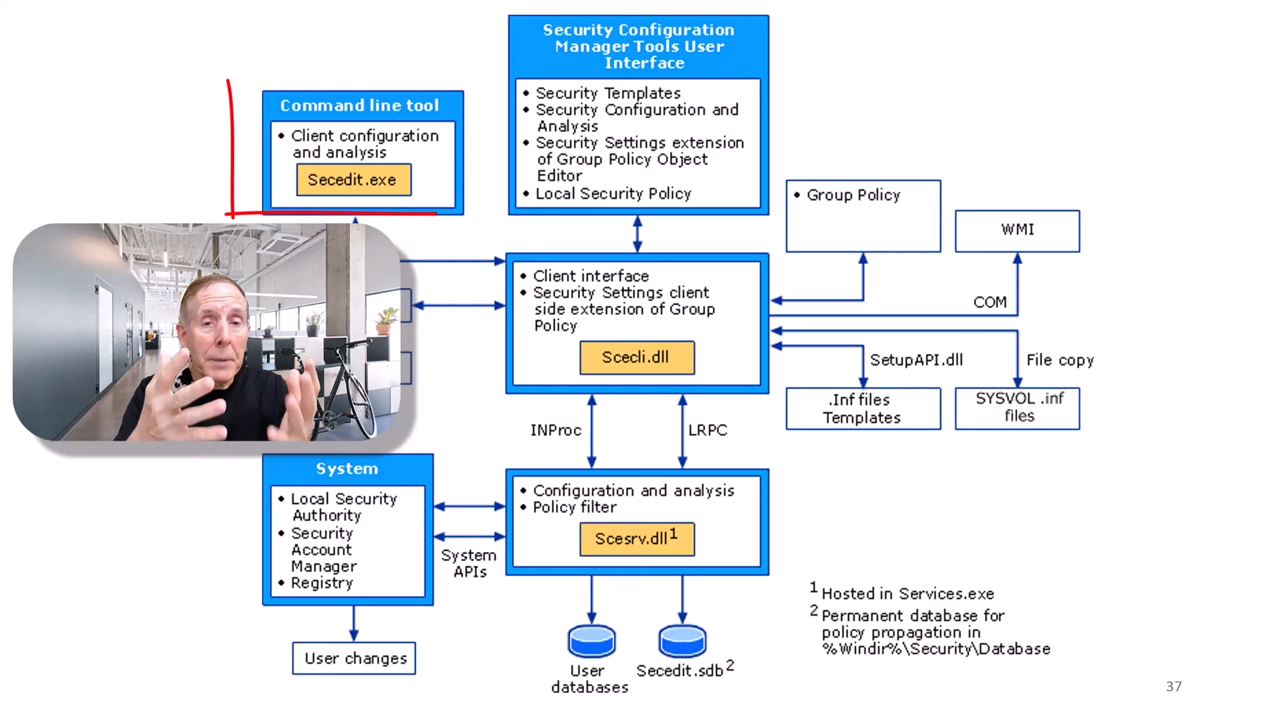 Security Configuration
Manager Tools User
Interface
• Security Templates
• Security Configuration and
Analysis
• Security Settings extension
of Group Policy Object
Editor
• Local Security Policy
Command line tool
• Client configuration
and analysis
Secedit.exe
• Group Policy
WMI
COM
• Client interface
• Security Settings client
side extension of Group
Policy
Scecli.dll
SetupAPI.dll
File copy
.Inf files
Templates
SYSVOL .inf
files
INProc
LRPC
System
• Local Security
Authority
• Security
Account
Manager
• Registry
System
APIs
• Configuration and analysis
• Policy filter
Scesrv.dll1
User changes
User
databases
Secedit.sdb2
1 Hosted in Services.exe
2 Permanent database for
policy propagation in
%Windir%\Security\Database
37